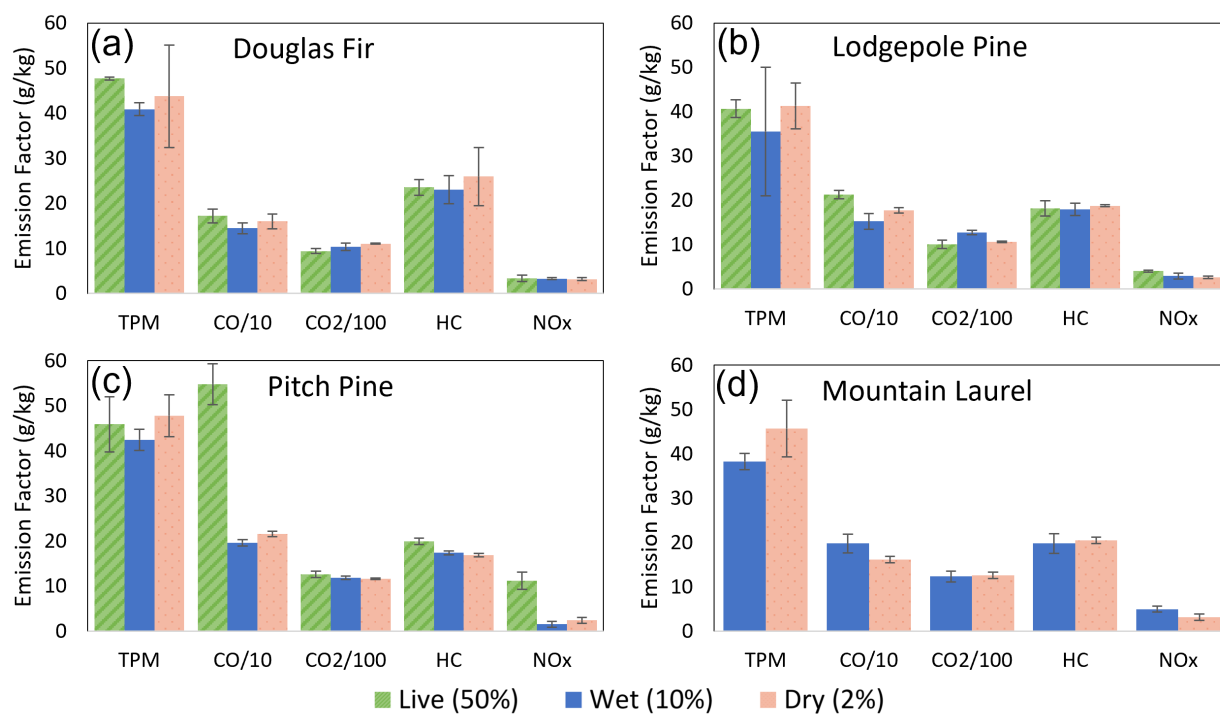 (a) Douglas Fir
Emission Factor (g/kg)
60
50
40
30
20
10
0
TPM CO/10 CO2/100 HC NOx
(b) Lodgepole Pine
Emission Factor (g/kg)
60
50
40
30
20
10
0
TPM CO/10 CO2/100 HC NOx
(c) Pitch Pine
Emission Factor (g/kg)
60
50
40
30
20
10
0
TPM CO/10 CO2/100 HC NOx
(d) Mountain Laurel
Emission Factor (g/kg)
60
50
40
30
20
10
0
TPM CO/10 CO2/100 HC NOx
Live (50%) Wet (10%) Dry (2%)